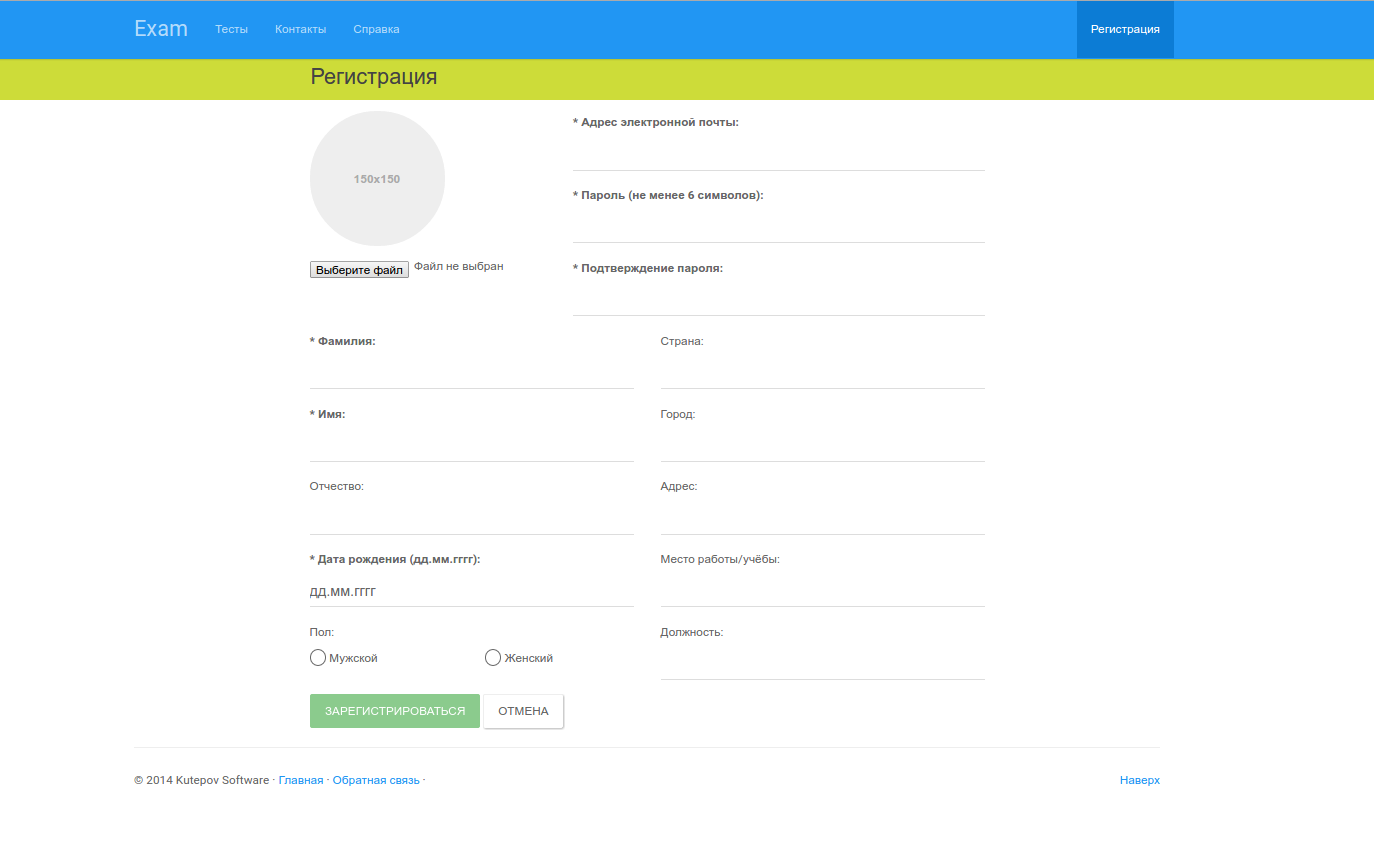 Exam Тесты Контакты Справка Регистрация
Регистрация
150x150
Выберите файл Файл не выбран
* Адрес электронной почты:
* Пароль (не менее 6 символов):
* Подтверждение пароля:
* Фамилия:
Страна:
* Имя:
Город:
Отчество:
Адрес:
* Дата рождения (дд.мм.гггг):
ДД.ММ.ГГГГ
Место работы/учёбы:
Пол:
Мужской Женский
Должность:
ЗАРЕГИСТРИРОВАТЬСЯ ОТМЕНА
© 2014 Kutepov Software · Главная · Обратная связь · Наверх